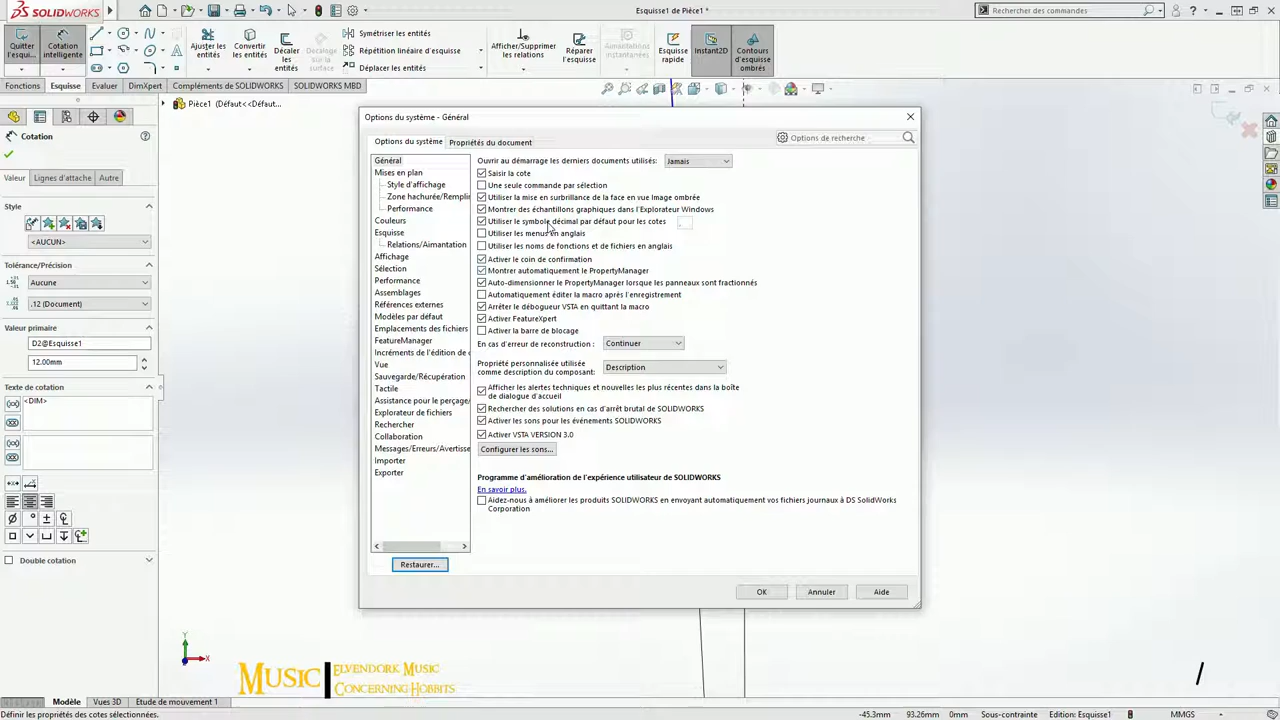 SOLIDWORKS
Esquisse1 de Pièce1 *
Rechercher des commandes
Quitter l'esqui...
Cotation intelligente
Ajuster les entités
Convertir les entités
Décaler les entités
Décalage sur la surface
Symétriser les entités
Répétition linéaire d'esquisse
Déplacer les entités
Afficher/Supprimer les relations
Réparer l'esquisse
Aimantations instantanées
Esquisse rapide
Instant2D
Contours d'esquisse ombrés
Fonctions
Esquisse
Evaluer
DimXpert
Compléments de SOLIDWORKS
SOLIDWORKS MBD
Pièce1 (Défaut<<Défaut...
Cotation
Valeur
Lignes d'attache
Autre
Style
<AUCUN>
Tolérance/Précision
Aucune
.12 (Document)
Valeur primaire
D2@Esquisse1
12.00mm
Texte de cotation
<DIM>
Double cotation
Options du système - Général
Options du système
Propriétés du document
Options de recherche
Général
Mises en plan
Style d'affichage
Zone hachurée/Remplin
Performance
Couleurs
Esquisse
Relations/Aimantation
Affichage
Sélection
Performance
Assemblages
Références externes
Modèles par défaut
Emplacements des fichiers
FeatureManager
Incréments de l'édition de c
Vue
Sauvegarde/Récupération
Tactile
Assistance pour le perçage/
Explorateur de fichiers
Rechercher
Collaboration
Messages/Erreurs/Avertisse
Importer
Exporter
Restaurer...
Ouvrir au démarrage les derniers documents utilisés:
Jamais
Saisir la cote
Une seule commande par sélection
Utiliser la mise en surbrillance de la face en vue Image ombrée
Montrer des échantillons graphiques dans l'Explorateur Windows
Utiliser le symbole décimal par défaut pour les cotes
Utiliser les menus en anglais
Utiliser les noms de fonctions et de fichiers en anglais
Activer le coin de confirmation
Montrer automatiquement le PropertyManager
Auto-dimensionner le PropertyManager lorsque les panneaux sont fractionnés
Automatiquement éditer la macro après l'enregistrement
Arrêter le débogueur VSTA en quittant la macro
Activer FeatureXpert
Activer la barre de blocage
En cas d'erreur de reconstruction :
Continuer
Propriété personnalisée utilisée
comme description du composant:
Description
Afficher les alertes techniques et nouvelles les plus récentes dans la boîte
de dialogue d'accueil
Rechercher des solutions en cas d'arrêt brutal de SOLIDWORKS
Activer les sons pour les événements SOLIDWORKS
Activer VSTA VERSION 3.0
Configurer les sons...
Programme d'amélioration de l'expérience utilisateur de SOLIDWORKS
En savoir plus.
Aidez-nous à améliorer les produits SOLIDWORKS en envoyant automatiquement vos fichiers journaux à DS SolidWorks
Corporation
OK
Annuler
Aide
Y
X
Music
Elvendork Music
Concerning Hobbits
Modèle
Vues 3D
Etude de mouvement 1
Définir les propriétés des cotes sélectionnées.
-45.3mm
93.26mm
0mm
Sous-contrainte
Edition: Esquisse1
MMGS